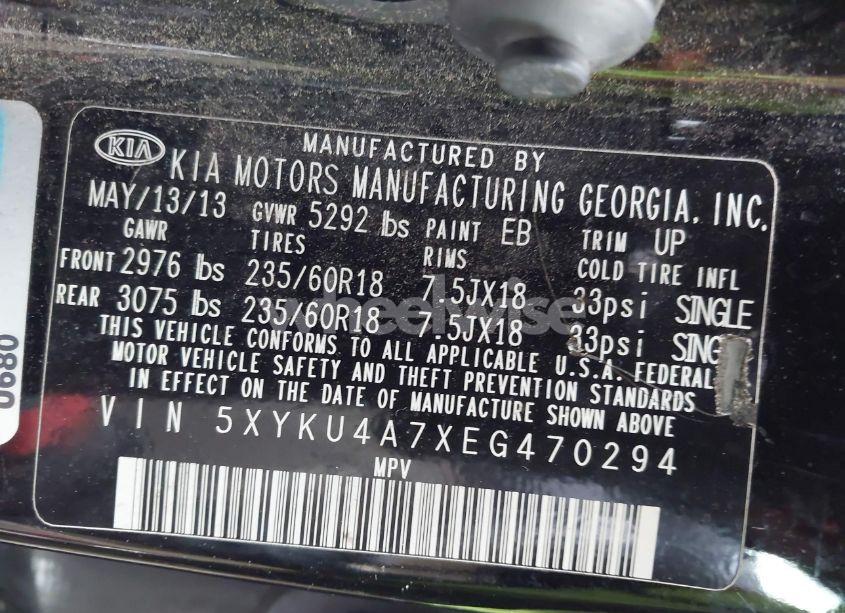 MANUFACTURED BY
KIA KIA MOTORS MANUFACTURING GEORGIA, INC.
MAY/13/13 GVWR 5292 lbs PAINT EB TRIM UP
GAWR TIRES RIMS COLD TIRE INFL
FRONT 2976 lbs 235/60R18 7.5JX18 33psi SINGLE
REAR 3075 lbs 235/60R18 7.5JX18 33psi SING
wheelwise
THIS VEHICLE CONFORMS TO ALL APPLICABLE U.S.A. FEDERAL
MOTOR VEHICLE SAFETY AND THEFT PREVENTION STANDARDS
IN EFFECT ON THE DATE OF MANUFACTURE SHOWN ABOVE
VIN 5XYKU4A7XEG470294
MPV
0680